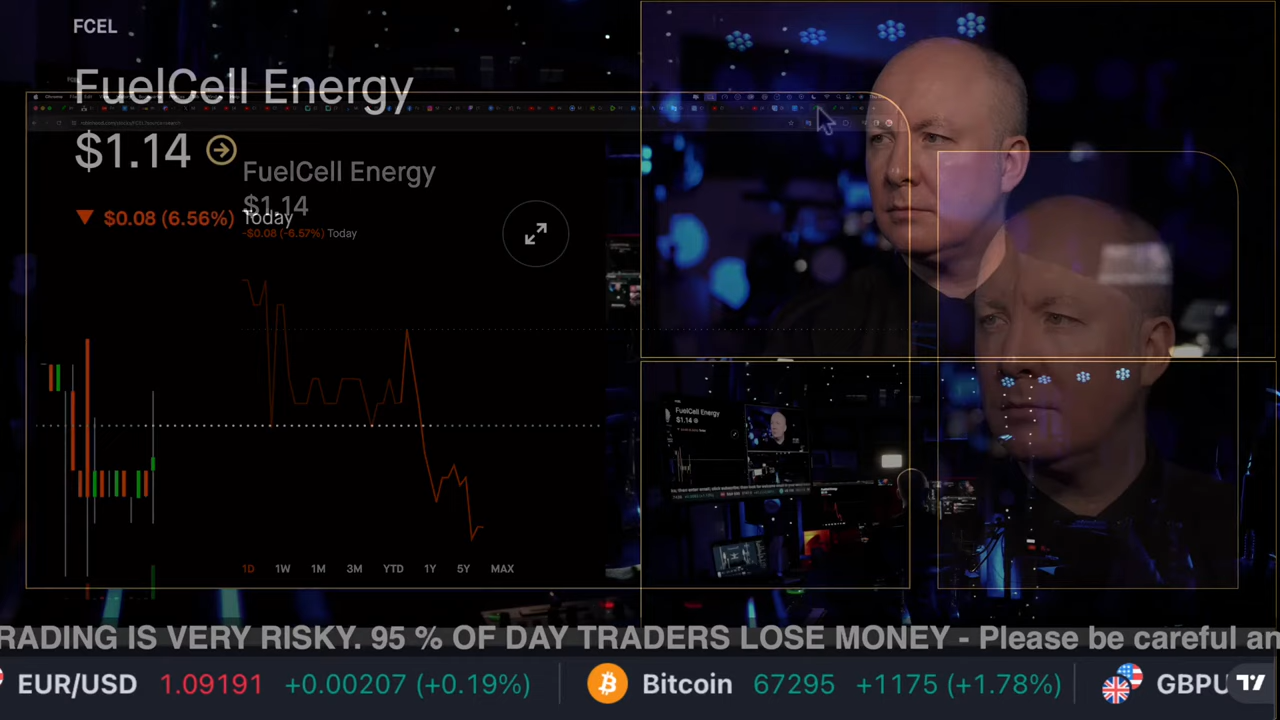 FCEL
FuelCell Energy
$1.14
$0.08 (6.56%) Today
FuelCell Energy
$1.14
-$0.08 (-6.57%) Today
FuelCell Energy
$1.14
1D 1W 1M 3M YTD 1Y 5Y MAX
RADING IS VERY RISKY. 95 % OF DAY TRADERS LOSE MONEY - Please be careful an
EUR/USD 1.09191 +0.00207 (+0.19%) Bitcoin 67295 +1175 (+1.78%) GBPU